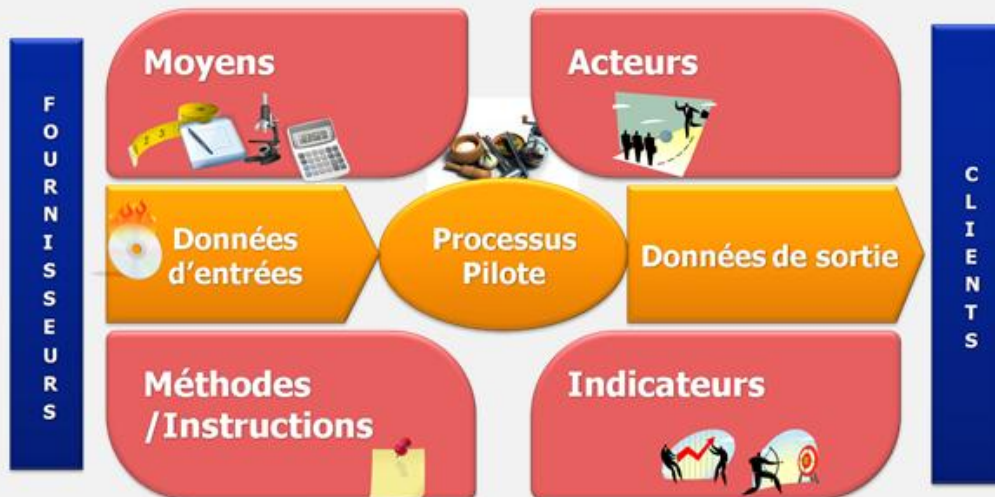 FOURNISSEURS
Moyens
Acteurs
Données
d'entrées
Processus
Pilote
Données de sortie
Méthodes
/Instructions
Indicateurs
CLIENTS